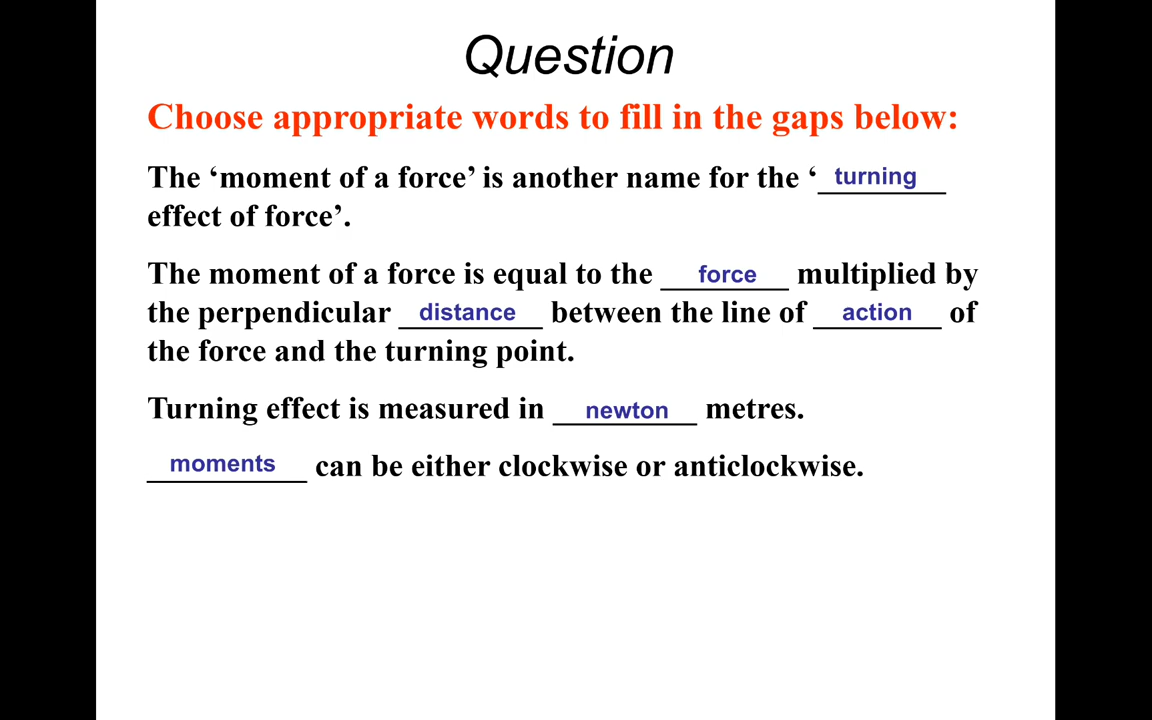 Question
Choose appropriate words to fill in the gaps below:
The ‘moment of a force’ is another name for the ‘ turning
effect of force’.
The moment of a force is equal to the force multiplied by
the perpendicular distance between the line of action of
the force and the turning point.
Turning effect is measured in newton metres.
moments can be either clockwise or anticlockwise.